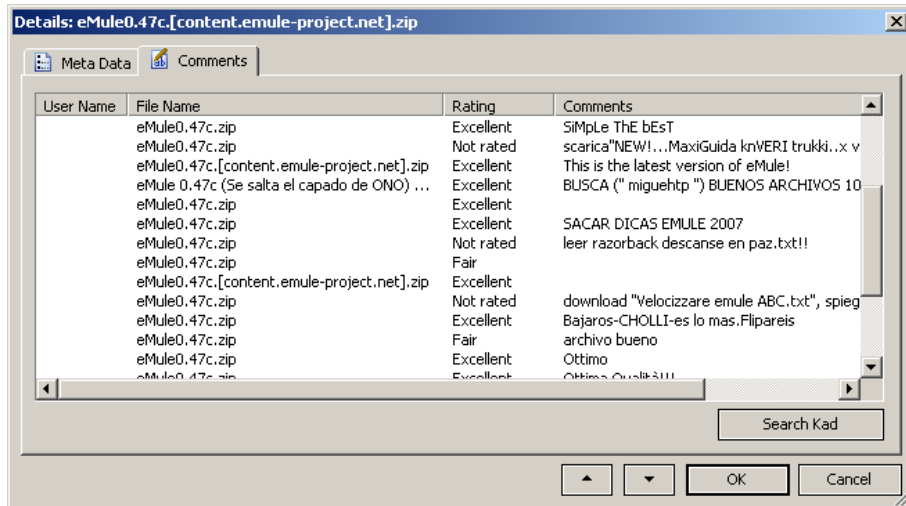 Details: eMule0.47c.[content.emule-project.net].zip
Meta Data Comments
User Name File Name Rating Comments
eMule0.47c.zip Excellent SiMpLe ThE bEsT
eMule0.47c.zip Not rated scarica"NEW!...MaxiGuida knVERI trukki..x v
eMule0.47c.[content.emule-project.net].zip Excellent This is the latest version of eMule!
eMule 0.47c (Se salta el capado de ONO) ... Excellent BUSCA (" miguehtp ") BUENOS ARCHIVOS 10
eMule0.47c.zip Excellent
eMule0.47c.zip Excellent SACAR DICAS EMULE 2007
eMule0.47c.zip Not rated leer razorback descanse en paz.txt!!
eMule0.47c.zip Fair
eMule0.47c.[content.emule-project.net].zip Excellent
eMule0.47c.zip Not rated download "Velocizzare emule ABC.txt", spieg
eMule0.47c.zip Excellent Bajaros-CHOLLI-es lo mas.Flipareis
eMule0.47c.zip Fair archivo bueno
eMule0.47c.zip Excellent Ottimo
eMule0.47c.zip Excellent Ottima Qualità!!!
Search Kad
OK Cancel